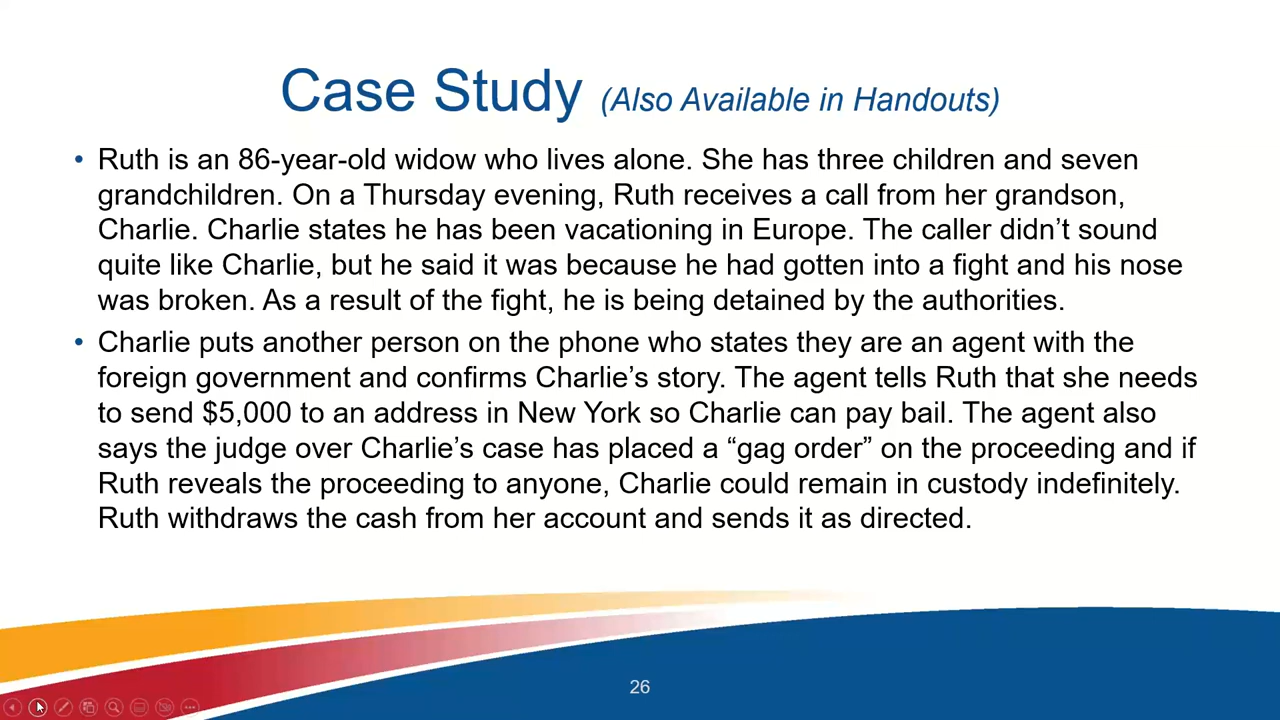 Case Study (Also Available in Handouts)
• Ruth is an 86-year-old widow who lives alone. She has three children and seven
grandchildren. On a Thursday evening, Ruth receives a call from her grandson,
Charlie. Charlie states he has been vacationing in Europe. The caller didn’t sound
quite like Charlie, but he said it was because he had gotten into a fight and his nose
was broken. As a result of the fight, he is being detained by the authorities.
• Charlie puts another person on the phone who states they are an agent with the
foreign government and confirms Charlie’s story. The agent tells Ruth that she needs
to send $5,000 to an address in New York so Charlie can pay bail. The agent also
says the judge over Charlie’s case has placed a “gag order” on the proceeding and if
Ruth reveals the proceeding to anyone, Charlie could remain in custody indefinitely.
Ruth withdraws the cash from her account and sends it as directed.
26